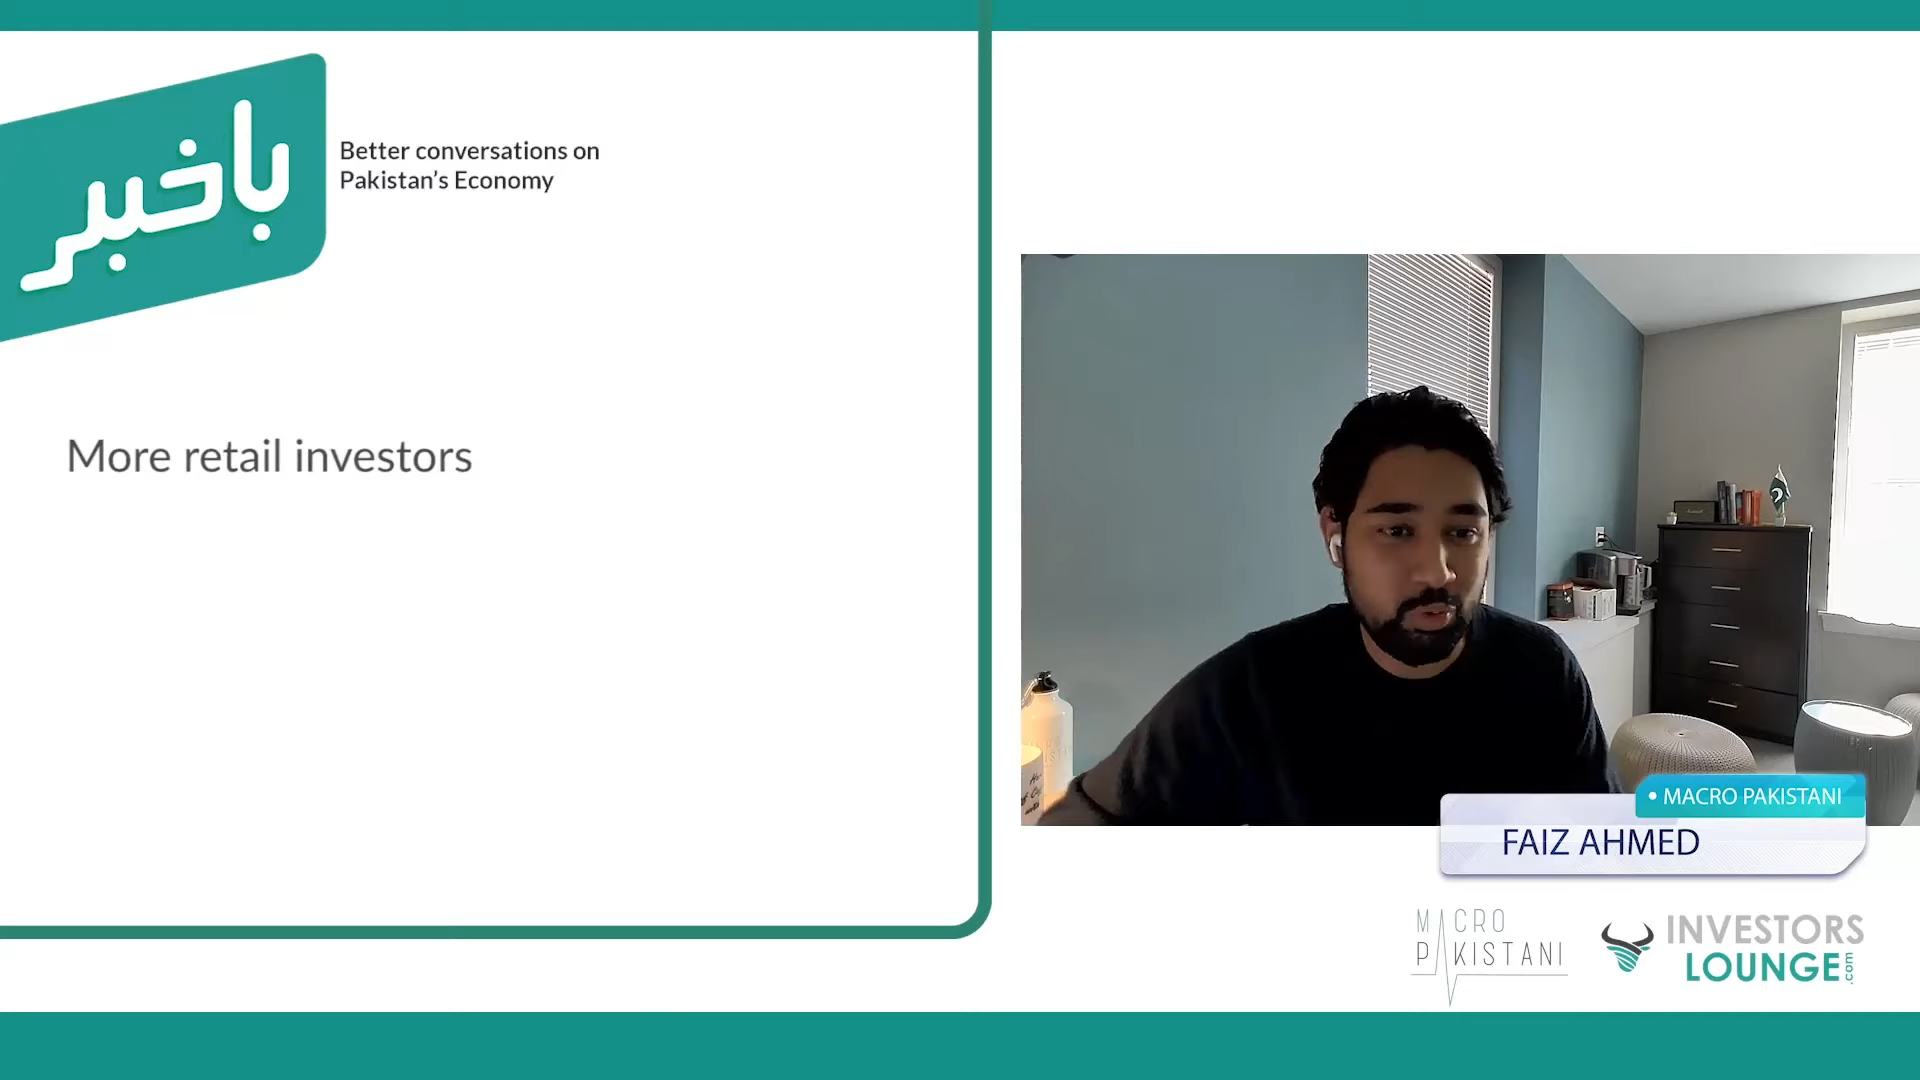 باخبر
Better conversations on
Pakistan's Economy
More retail investors
• MACRO PAKISTANI
FAIZ AHMED
MACRO
PAKISTANI
INVESTORS
LOUNGE.com